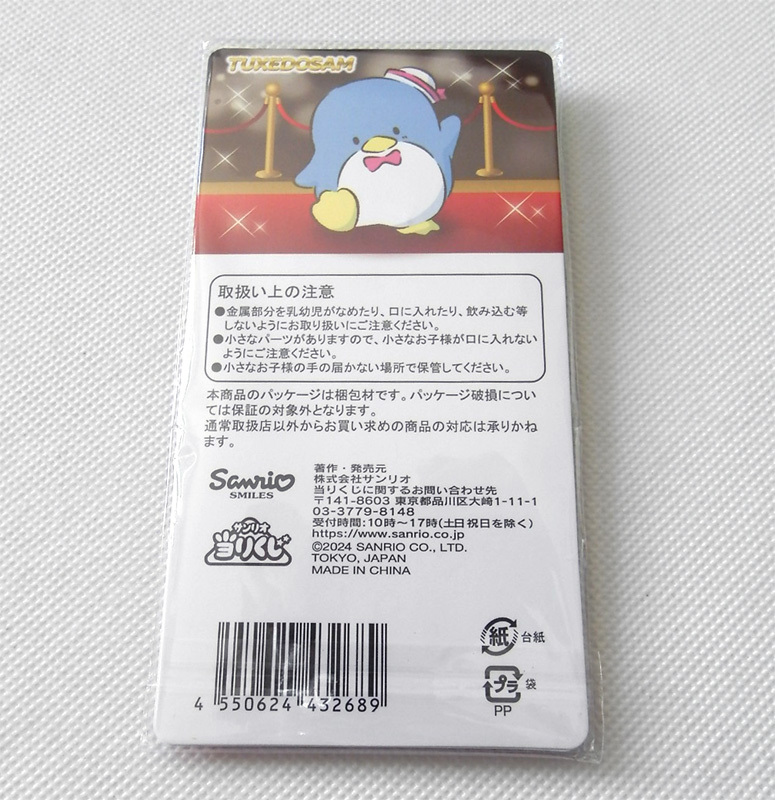 TUXEDOSAM
取扱い上の注意
●金属部分を乳幼児がなめたり、口に入れたり、飲み込む等
しないようにお取り扱いにご注意ください。
●小さなパーツがありますので、小さなお子様が口に入れない
ようにご注意ください。
●小さなお子様の手の届かない場所で保管してください。
本商品のパッケージは梱包材です。パッケージ破損につい
ては保証の対象外となります。
通常取扱店以外からお買い求めの商品の対応は承りかね
ます。
Sanrio
SMILES
サンリオ
当りくじ
著作・発売元
株式会社サンリオ
当りくじに関するお問い合わせ先
〒141-8603 東京都品川区大崎1-11-1
03-3779-8148
受付時間:10時～17時(土日祝日を除く)
https://www.sanrio.co.jp
©2024 SANRIO CO., LTD.
TOKYO, JAPAN
MADE IN CHINA
4 550624 432689
紙 台紙
プラ 袋
PP